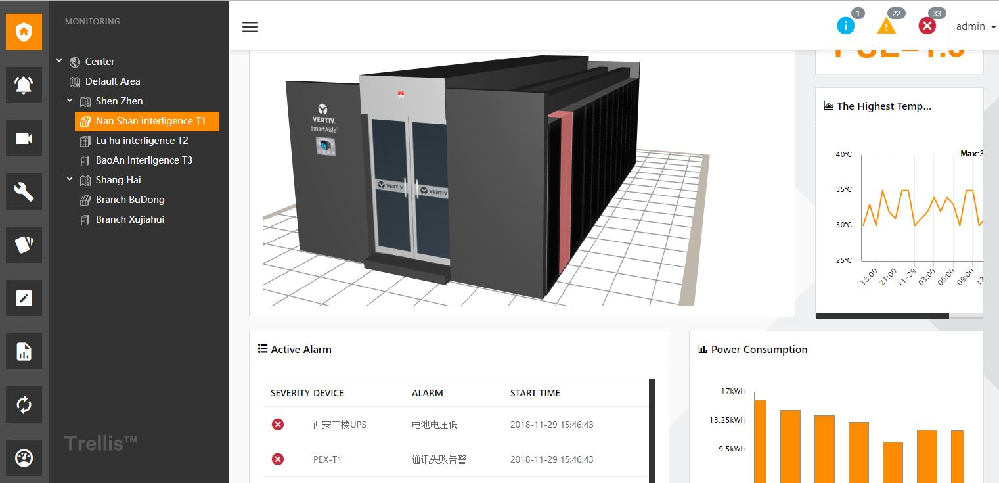 MONITORING
Center
Default Area
Shen Zhen
Nan Shan interligence T1
Lu hu interligence T2
BaoAn interligence T3
Shang Hai
Branch BuDong
Branch Xujiahui
Trellis™
1
22
33
admin
VERTIV.
SmartAisle™
VERTIV
VERTIV
The Highest Temp...
40℃
Max:3
35℃
30℃
25℃
18:00
21:00
11-29
03:00
06:00
09:00
12
Active Alarm
SEVERITY DEVICE ALARM START TIME
西安二楼UPS 电池电压低 2018-11-29 15:46:43
PEX-T1 通讯失败告警 2018-11-29 15:46:43
Power Consumption
17kWh
13.25kWh
9.5kWh